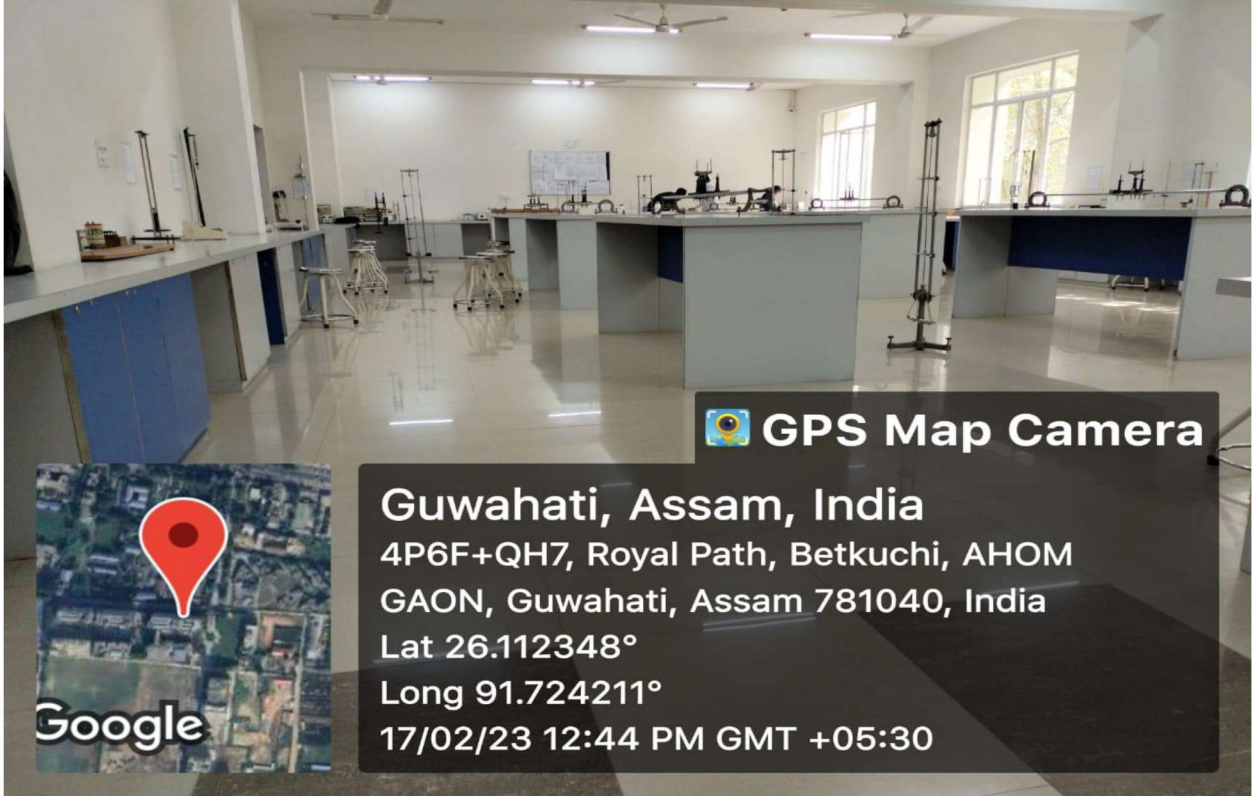 GPS Map Camera
Guwahati, Assam, India
4P6F+QH7, Royal Path, Betkuchi, AHOM
GAON, Guwahati, Assam 781040, India
Lat 26.112348°
Long 91.724211°
17/02/23 12:44 PM GMT +05:30
Google